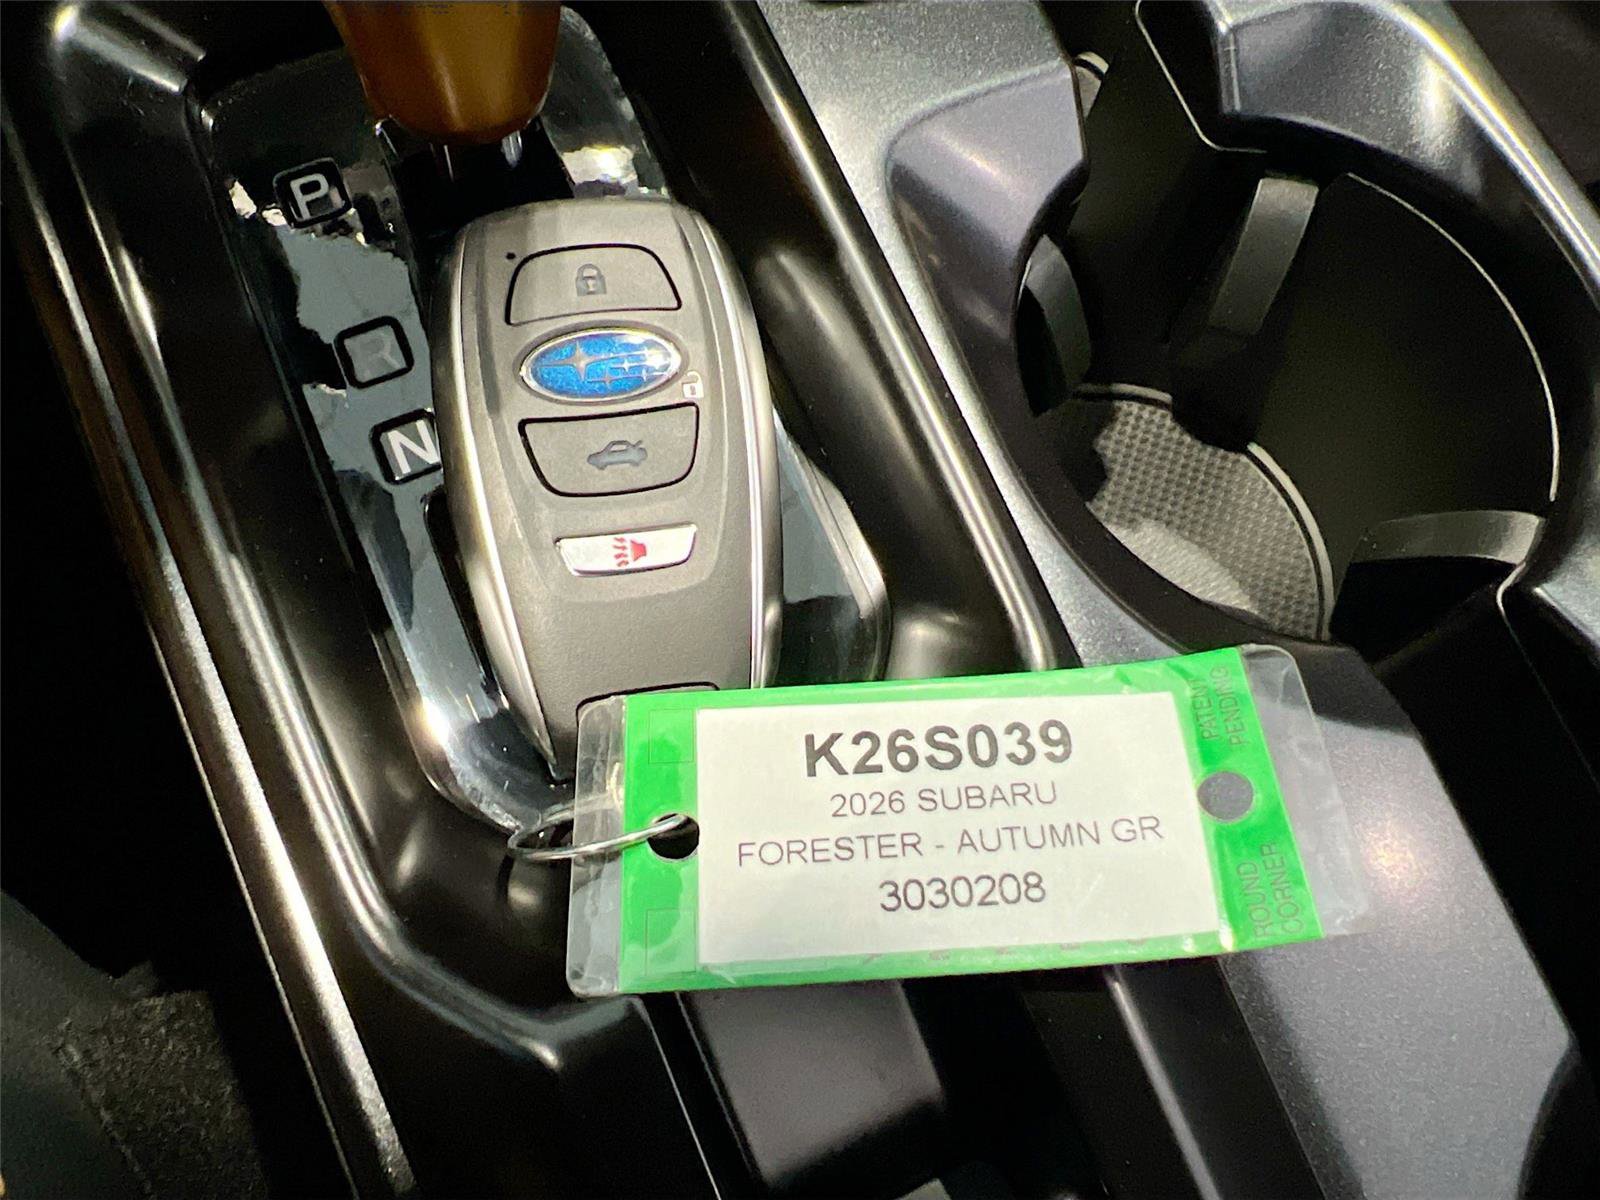 P
R
N
K26S039
2026 SUBARU
FORESTER - AUTUMN GR
3030208
PATENT
PENDING
ROUND
CORNER